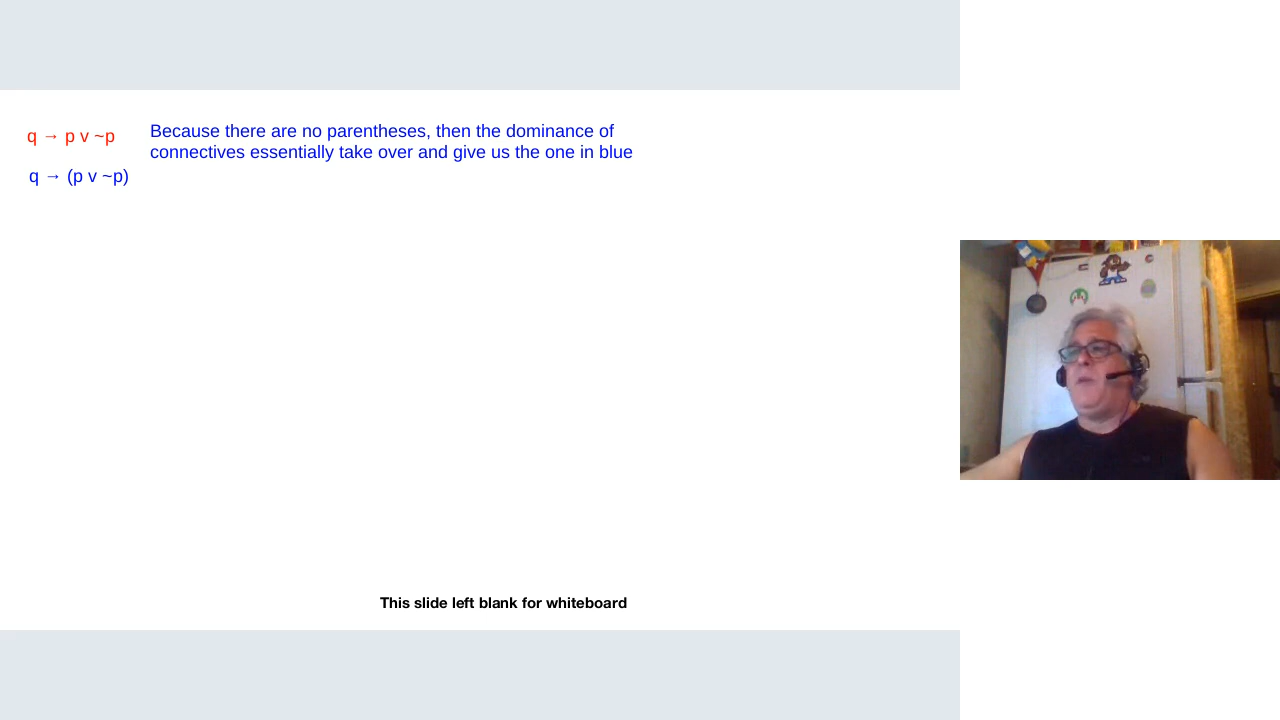 q → p v ~p
Because there are no parentheses, then the dominance of
connectives essentially take over and give us the one in blue
q → (p v ~p)
This slide left blank for whiteboard